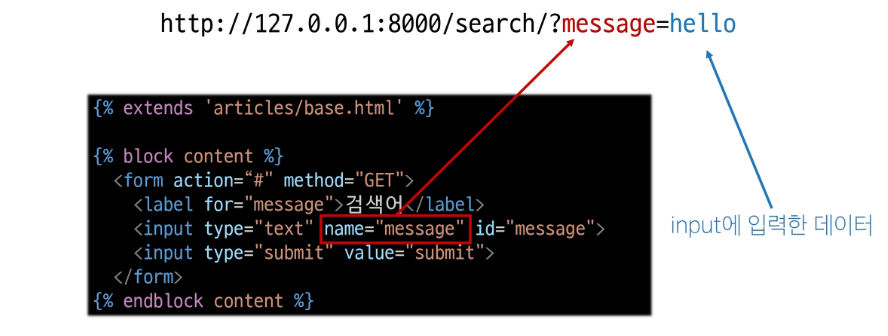 http://127.0.0.1:8000/search/?message=hello
{% extends 'articles/base.html' %}
{% block content %}
<form action=“#" method="GET">
<label for="message">검색어</label>
<input type="text" name="message" id="message">
<input type="submit" value="submit">
</form>
{% endblock content %}
input에 입력한 데이터